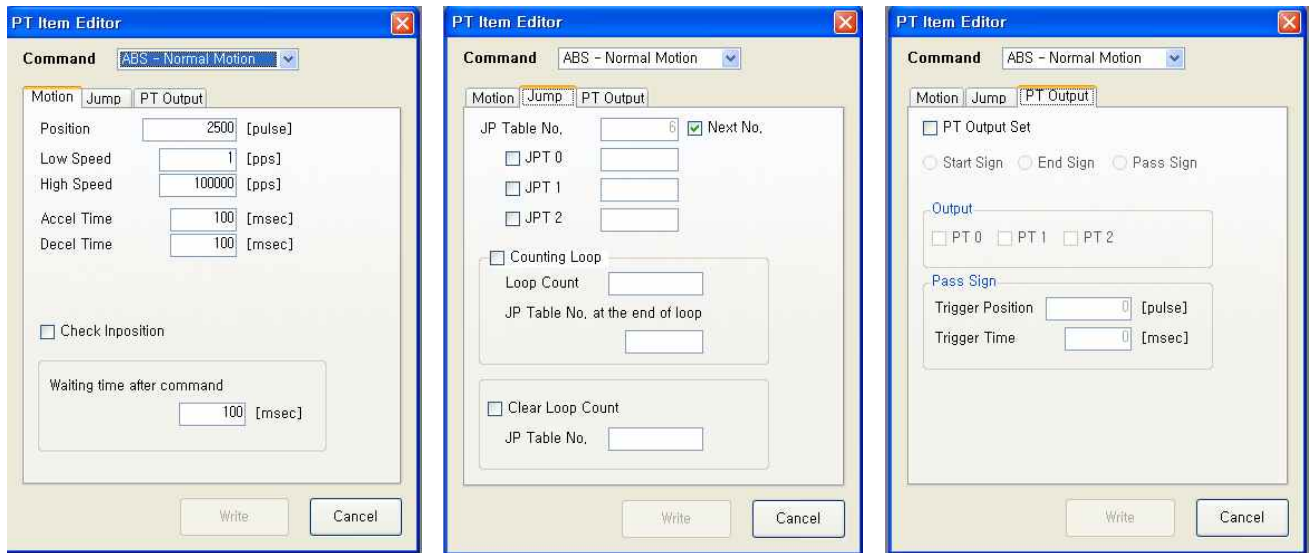 PT Item Editor
Command ABS - Normal Motion
Motion Jump PT Output
Position 2500 [pulse]
Low Speed 1 [pps]
High Speed 100000 [pps]
Accel Time 100 [msec]
Decel Time 100 [msec]
Check Inposition
Waiting time after command
100 [msec]
Write Cancel
PT Item Editor
Command ABS - Normal Motion
Motion Jump PT Output
JP Table No. 6 Next No.
JPT 0
JPT 1
JPT 2
Counting Loop
Loop Count
JP Table No. at the end of loop
Clear Loop Count
JP Table No.
Write Cancel
PT Item Editor
Command ABS - Normal Motion
Motion Jump PT Output
PT Output Set
Start Sign End Sign Pass Sign
Output
PT 0 PT 1 PT 2
Pass Sign
Trigger Position 0 [pulse]
Trigger Time 0 [msec]
Write Cancel